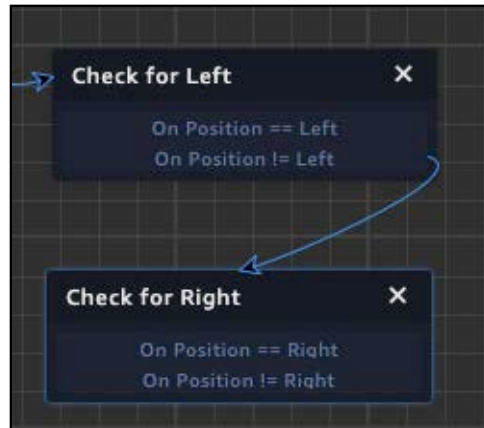 Check for Left ✕
On Position == Left
On Position != Left
Check for Right ✕
On Position == Right
On Position != Right